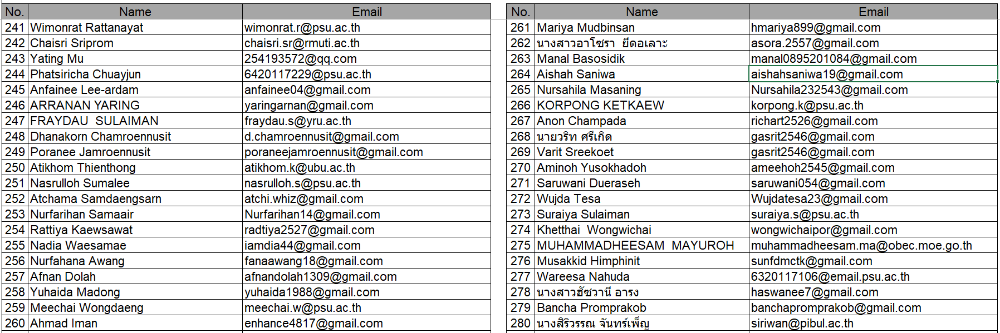 No. Name Email
241 Wimonrat Rattanayat wimonrat.r@psu.ac.th
242 Chaisri Sriprom chaisri.sr@rmuti.ac.th
243 Yating Mu 254193572@qq.com
244 Phatsiricha Chuayjun 6420117229@psu.ac.th
245 Anfainee Lee-ardam anfainee04@gmail.com
246 ARRANAN YARING yaringarnan@gmail.com
247 FRAYDAU  SULAIMAN fraydau.s@yru.ac.th
248 Dhanakorn Chamroennusit d.chamroennusit@gmail.com
249 Poranee Jamroennusit poraneejamroennusit@gmail.com
250 Atikhom Thienthong atikhom.k@ubu.ac.th
251 Nasrulloh Sumalee nasrulloh.s@psu.ac.th
252 Atchama Samdaengsarn atchi.whiz@gmail.com
253 Nurfarihan Samaair Nurfarihan14@gmail.com
254 Rattiya Kaewsawat radtiya2527@gmail.com
255 Nadia Waesamae iamdia44@gmail.com
256 Nurfahana Awang fanaawang18@gmail.com
257 Afnan Dolah afnandolah1309@gmail.com
258 Yuhaida Madong yuhaida1988@gmail.com
259 Meechai Wongdaeng meechai.w@psu.ac.th
260 Ahmad Iman enhance4817@gmail.com
No. Name Email
261 Mariya Mudbinsan hmariya899@gmail.com
262 นางสาวอาโซรา  ยีดอเลาะ asora.2557@gmail.com
263 Manal Basosidik manal0895201084@gmail.com
264 Aishah Saniwa aishahsaniwa19@gmail.com
265 Nursahila Masaning Nursahila232543@gmail.com
266 KORPONG KETKAEW korpong.k@psu.ac.th
267 Anon Champada richart2526@gmail.com
268 นายวริท ศรีเกิด gasrit2546@gmail.com
269 Varit Sreekoet gasrit2546@gmail.com
270 Aminoh Yusokhadoh ameehoh2545@gmail.com
271 Saruwani Dueraseh saruwani054@gmail.com
272 Wujda Tesa Wujdatesa23@gmail.com
273 Suraiya Sulaiman suraiya.s@psu.ac.th
274 Khetthai  Wongwichai wongwichaipor@gmail.com
275 MUHAMMADHEESAM  MAYUROH muhammadheesam.ma@obec.moe.go.th
276 Musakkid Himphinit sunfdmctk@gmail.com
277 Wareesa Nahuda 6320117106@email.psu.ac.th
278 นางสาวฮัซวานี อารง haswanee7@gmail.com
279 Bancha Promprakob banchapromprakob@gmail.com
280 นางสิริวรรณ จันทร์เพ็ญ siriwan@pibul.ac.th